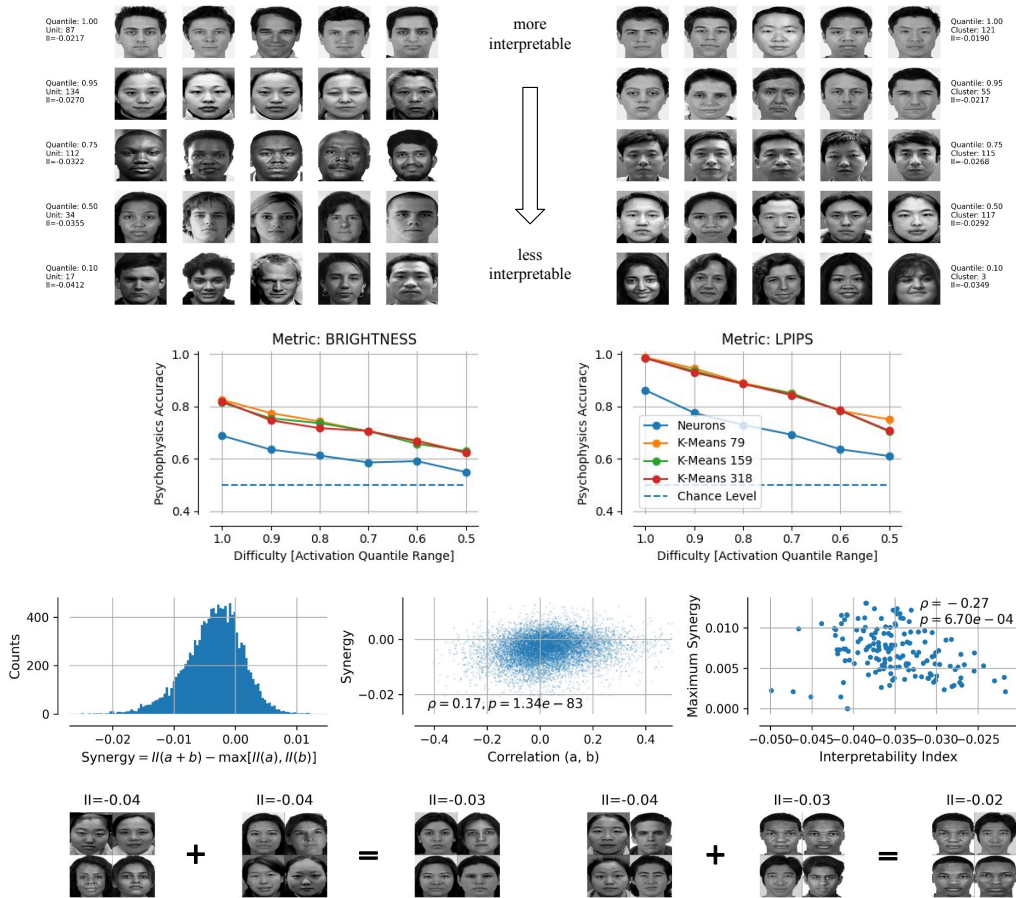 Quantile: 1.00
Unit: 87
II=-0.0217
Quantile: 0.95
Unit: 134
II=-0.0270
Quantile: 0.75
Unit: 112
II=-0.0322
Quantile: 0.50
Unit: 34
II=-0.0355
Quantile: 0.10
Unit: 17
II=-0.0412
more
interpretable
less
interpretable
Quantile: 1.00
Cluster: 121
II=-0.0190
Quantile: 0.95
Cluster: 55
II=-0.0217
Quantile: 0.75
Cluster: 115
II=-0.0268
Quantile: 0.50
Cluster: 117
II=-0.0292
Quantile: 0.10
Cluster: 3
II=-0.0349
Metric: BRIGHTNESS
Psychophysics Accuracy
1.0
0.8
0.6
0.4
1.0 0.9 0.8 0.7 0.6 0.5
Difficulty [Activation Quantile Range]
Metric: LPIPS
Psychophysics Accuracy
1.0
0.8
0.6
0.4
Neurons
K-Means 79
K-Means 159
K-Means 318
Chance Level
1.0 0.9 0.8 0.7 0.6 0.5
Difficulty [Activation Quantile Range]
Counts
400
200
0
−0.02 −0.01 0.00 0.01
Synergy = II(a + b) − max[II(a), II(b)]
Synergy
0.00
−0.02
ρ = 0.17, p = 1.34e − 83
−0.4 −0.2 0.0 0.2 0.4
Correlation (a, b)
Maximum Synergy
0.010
0.005
0.000
ρ = −0.27
p = 6.70e − 04
−0.050−0.045−0.040−0.035−0.030−0.025
Interpretability Index
II=-0.04 II=-0.04 II=-0.03 II=-0.04 II=-0.03 II=-0.02
+ = + =